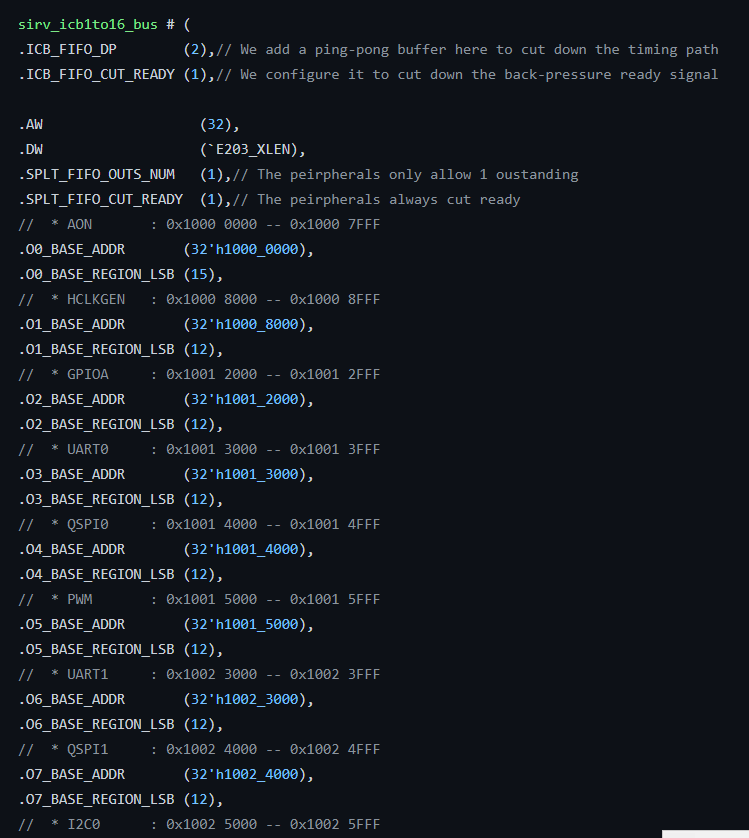 sirv_icb1to16_bus # (
.ICB_FIFO_DP        (2),// We add a ping-pong buffer here to cut down the timing path
.ICB_FIFO_CUT_READY (1),// We configure it to cut down the back-pressure ready signal
.AW                   (32),
.DW                   (`E203_XLEN),
.SPLT_FIFO_OUTS_NUM   (1),// The peirpherals only allow 1 oustanding
.SPLT_FIFO_CUT_READY  (1),// The peirpherals always cut ready
//  * AON       : 0x1000 0000 -- 0x1000 7FFF
.O0_BASE_ADDR       (32'h1000_0000),
.O0_BASE_REGION_LSB (15),
//  * HCLKGEN   : 0x1000 8000 -- 0x1000 8FFF
.O1_BASE_ADDR       (32'h1000_8000),
.O1_BASE_REGION_LSB (12),
//  * GPIOA     : 0x1001 2000 -- 0x1001 2FFF
.O2_BASE_ADDR       (32'h1001_2000),
.O2_BASE_REGION_LSB (12),
//  * UART0     : 0x1001 3000 -- 0x1001 3FFF
.O3_BASE_ADDR       (32'h1001_3000),
.O3_BASE_REGION_LSB (12),
//  * QSPI0     : 0x1001 4000 -- 0x1001 4FFF
.O4_BASE_ADDR       (32'h1001_4000),
.O4_BASE_REGION_LSB (12),
//  * PWM       : 0x1001 5000 -- 0x1001 5FFF
.O5_BASE_ADDR       (32'h1001_5000),
.O5_BASE_REGION_LSB (12),
//  * UART1     : 0x1002 3000 -- 0x1002 3FFF
.O6_BASE_ADDR       (32'h1002_3000),
.O6_BASE_REGION_LSB (12),
//  * QSPI1     : 0x1002 4000 -- 0x1002 4FFF
.O7_BASE_ADDR       (32'h1002_4000),
.O7_BASE_REGION_LSB (12),
//  * I2C0      : 0x1002 5000 -- 0x1002 5FFF